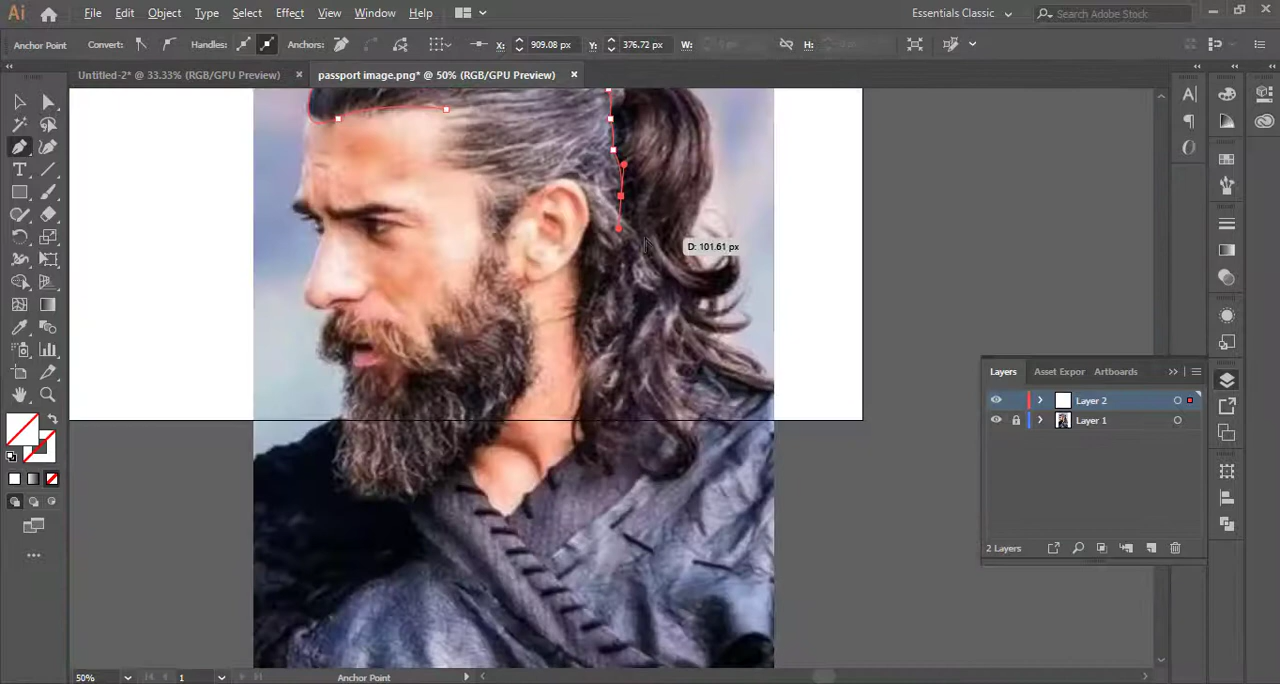 Ai File Edit Object Type Select Effect View Window Help Essentials Classic Search Adobe Stock
Anchor Point Convert: Handles: Anchors: X: 909.08 px Y: 376.72 px W: H:
Untitled-2* @ 33.33% (RGB/GPU Preview) × passport image.png* @ 50% (RGB/GPU Preview) ×
D: 101.61 px
Layers Asset Expor Artboards
Layer 2
Layer 1
2 Layers
50% 1 Anchor Point